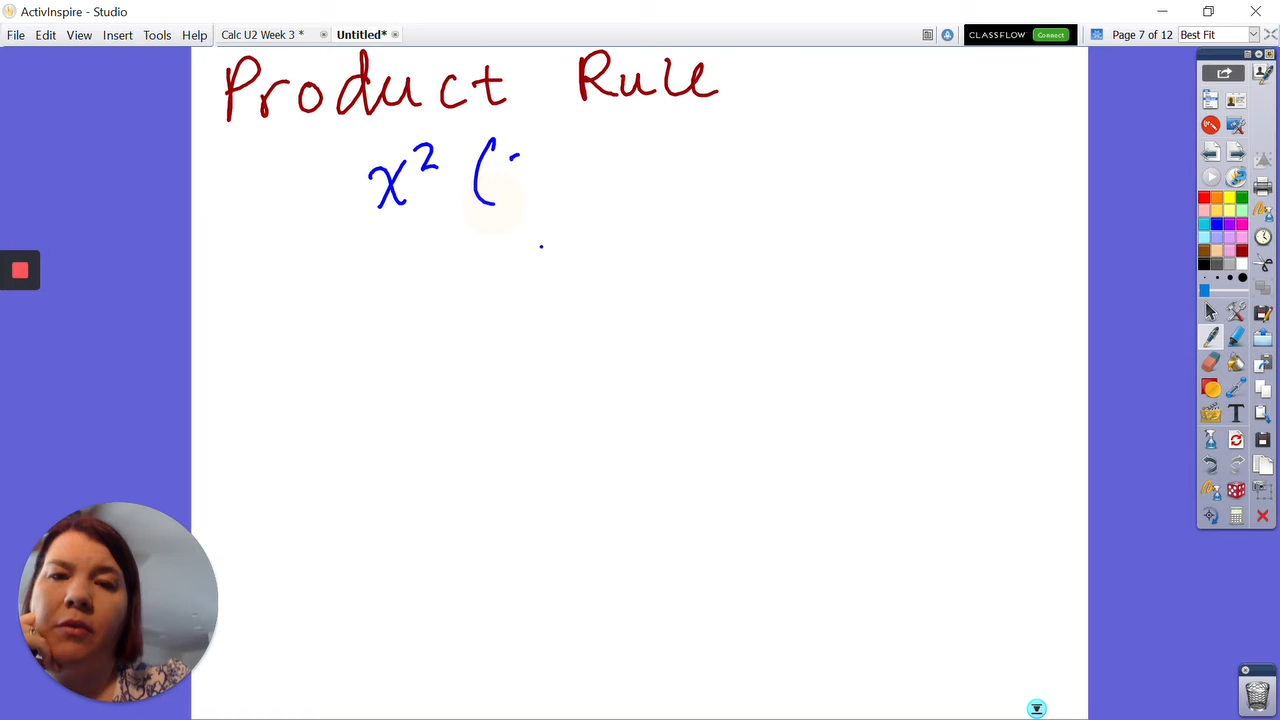 ActivInspire - Studio
File Edit View Insert Tools Help Calc U2 Week 3 * Untitled* CLASSFLOW Connect Page 7 of 12 Best Fit
Product Rule
x² (